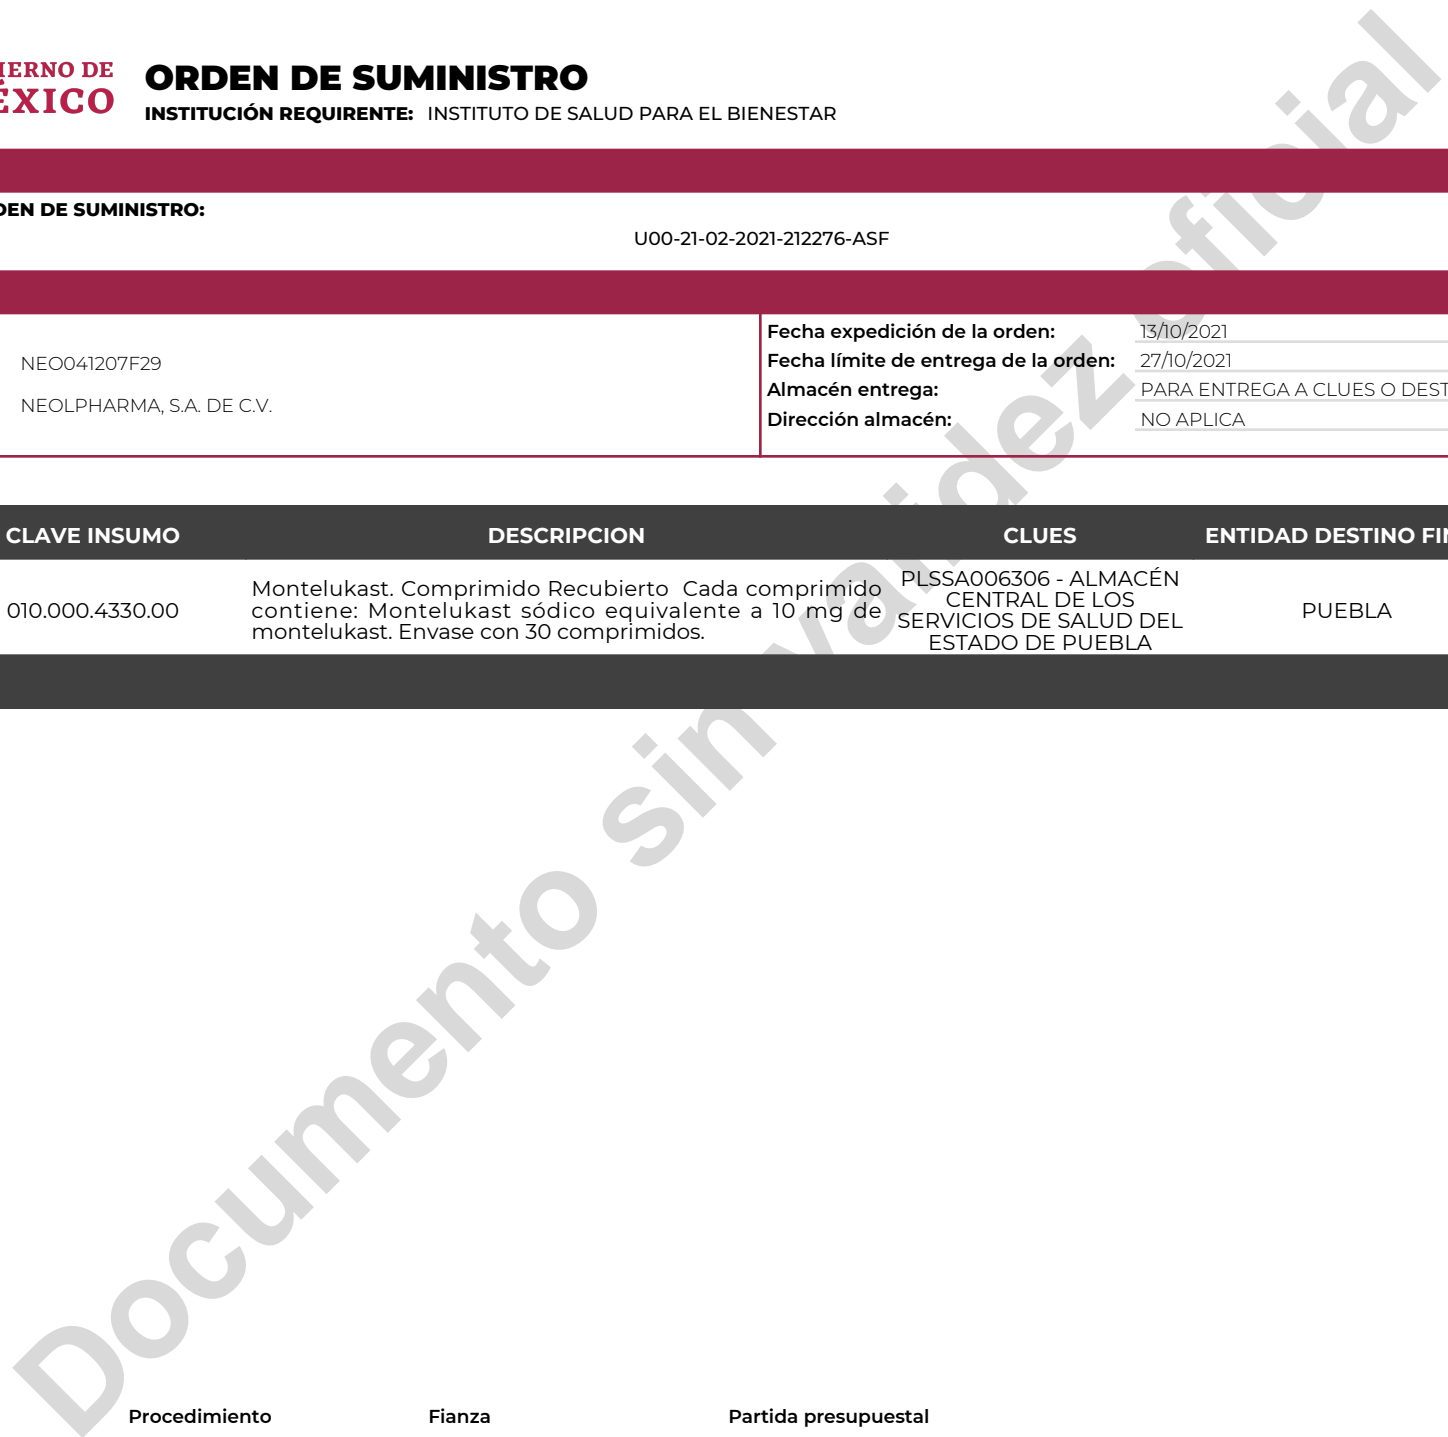 IERNO DE
ÉXICO
ORDEN DE SUMINISTRO
INSTITUCIÓN REQUIRENTE: INSTITUTO DE SALUD PARA EL BIENESTAR
DEN DE SUMINISTRO:
U00-21-02-2021-212276-ASF
NEO041207F29
NEOLPHARMA, S.A. DE C.V.
Fecha expedición de la orden: 13/10/2021
Fecha límite de entrega de la orden: 27/10/2021
Almacén entrega: PARA ENTREGA A CLUES O DEST
Dirección almacén: NO APLICA
CLAVE INSUMO DESCRIPCION CLUES ENTIDAD DESTINO FIN
010.000.4330.00
Montelukast. Comprimido Recubierto Cada comprimido
contiene: Montelukast sódico equivalente a 10 mg de
montelukast. Envase con 30 comprimidos.
PLSSA006306 - ALMACÉN
CENTRAL DE LOS
SERVICIOS DE SALUD DEL
ESTADO DE PUEBLA
PUEBLA
Documento sin validez oficial
Procedimiento Fianza Partida presupuestal